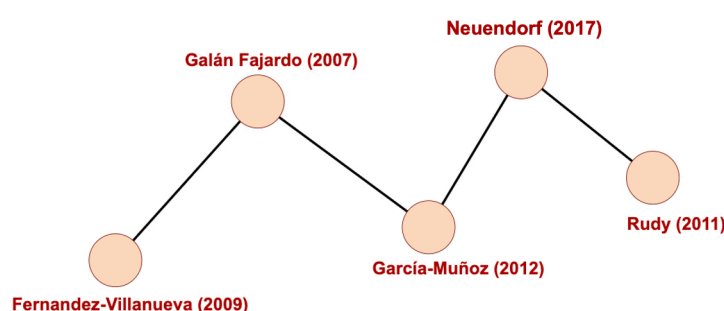 Neuendorf (2017)
Galán Fajardo (2007)
Rudy (2011)
García-Muñoz (2012)
Fernandez-Villanueva (2009)